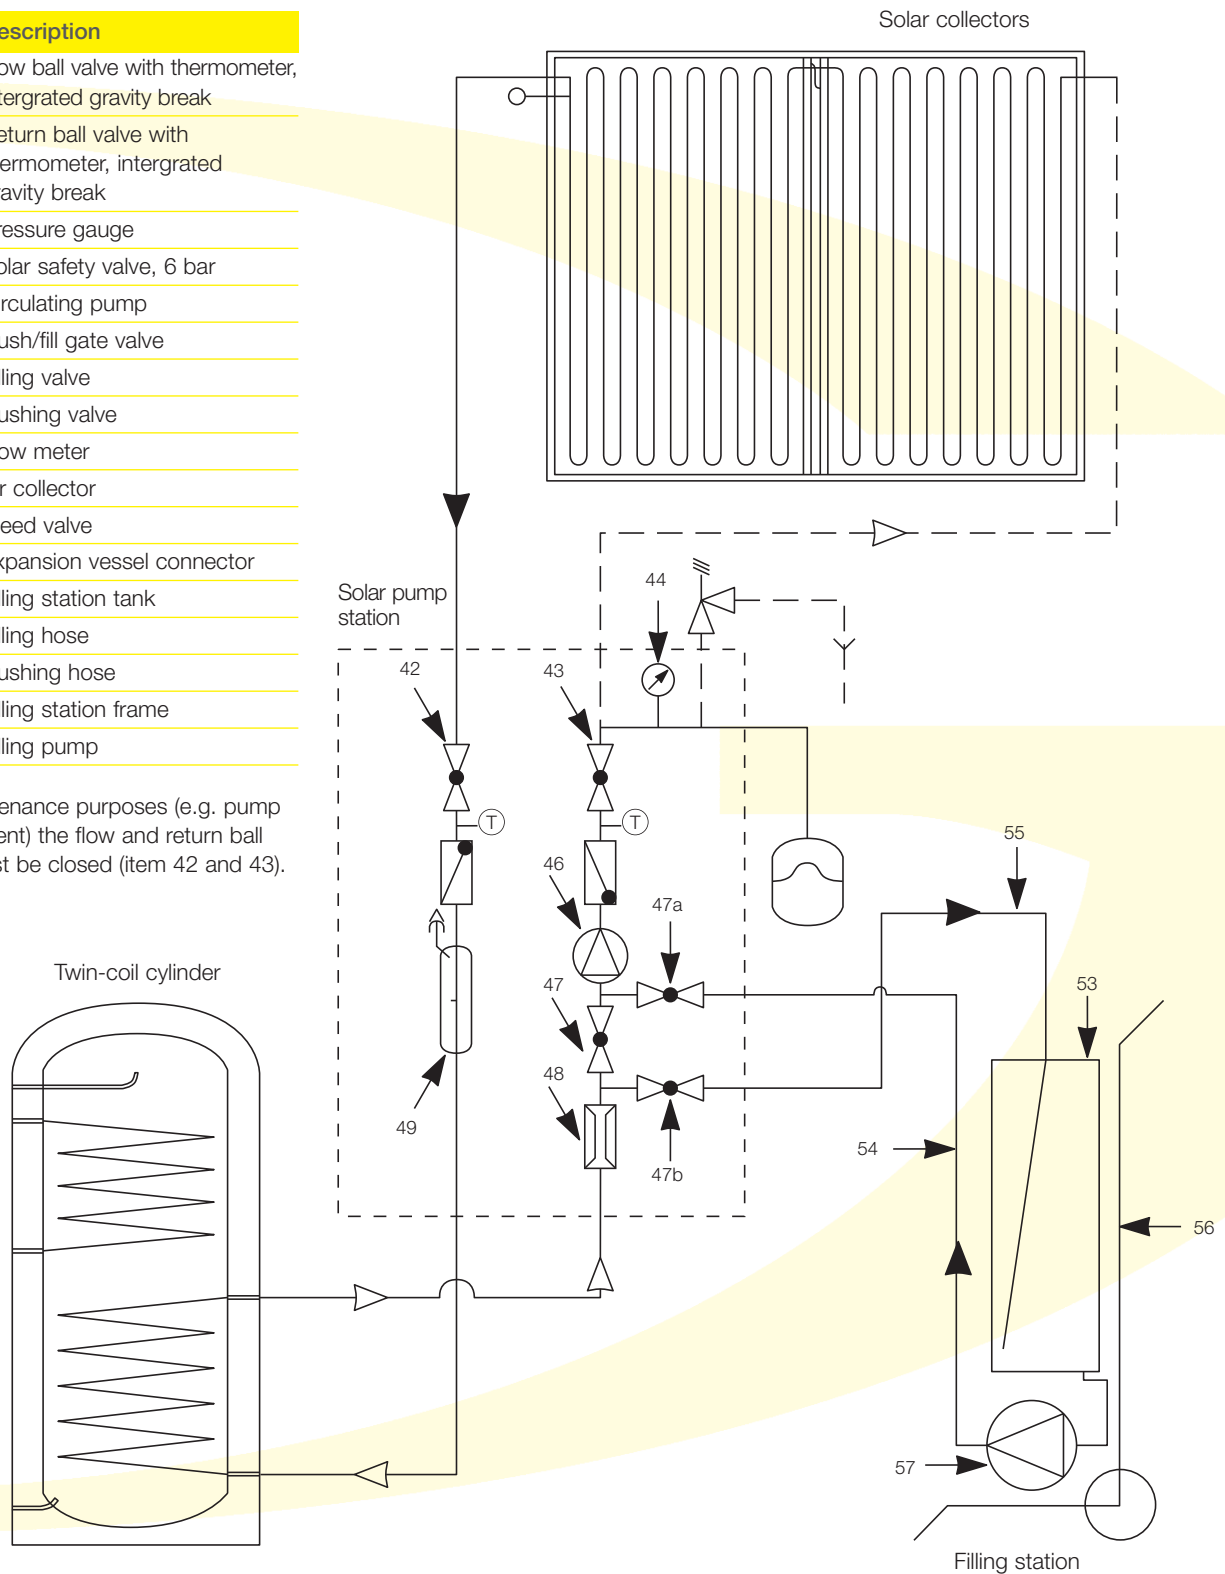 escription
ow ball valve with thermometer,
tergrated gravity break
eturn ball valve with
ermometer, intergrated
avity break
ressure gauge
olar safety valve, 6 bar
rculating pump
ush/fill gate valve
ling valve
ushing valve
ow meter
r collector
eed valve
xpansion vessel connector
lling station tank
lling hose
ushing hose
lling station frame
lling pump
enance purposes (e.g. pump
ent) the flow and return ball
st be closed (item 42 and 43).
Solar collectors
Solar pump
station
44
42
43
T
T
46
47a
47
48
49
47b
55
53
54
56
57
Twin-coil cylinder
Filling station